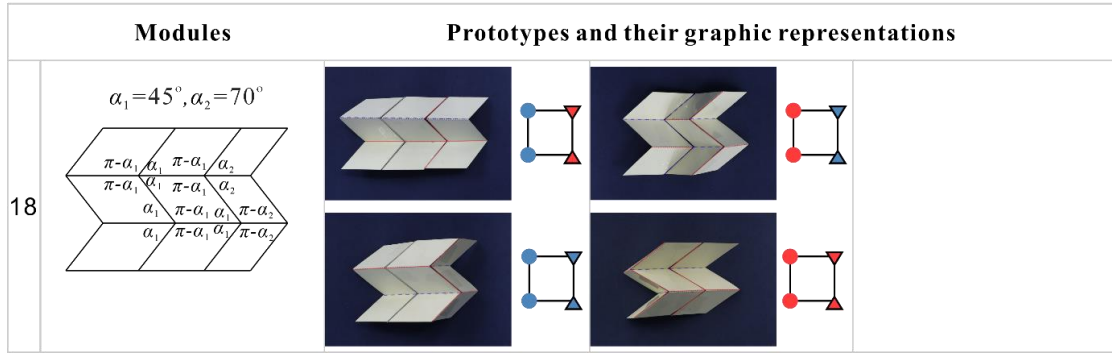 Modules
Prototypes and their graphic representations
18
α₁=45°,α₂=70°
π-α₁ α₁ π-α₁ α₂
π-α₁ α₁ π-α₁ α₂
α₁ π-α₁ α₁ π-α₂
α₁ π-α₁ α₁ π-α₂